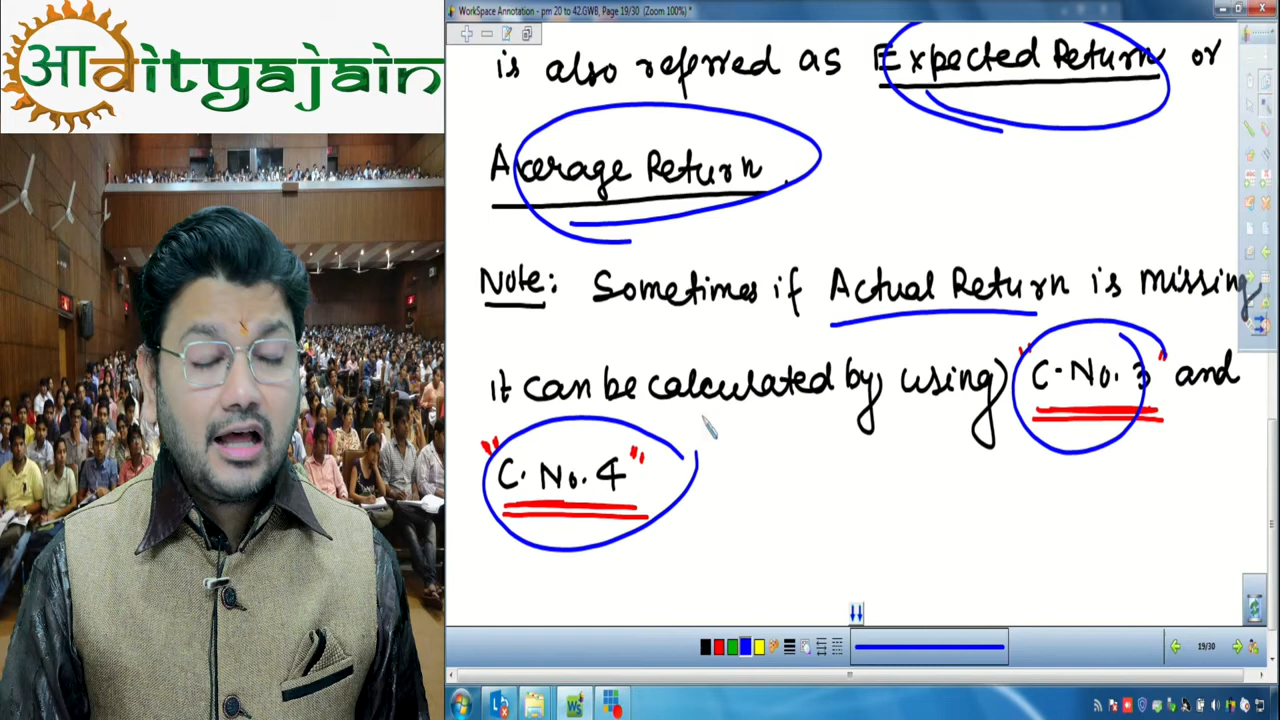 WorkSpace Annotation - pm 20 to 42.GWB, Page 19/30 (Zoom 100%) *
आdityajain
is also referred as Expected Return or
Average Return.
Note: Sometimes if Actual Return is missing
it can be calculated by using "C.No.3" and
"C.No.4"
19/30